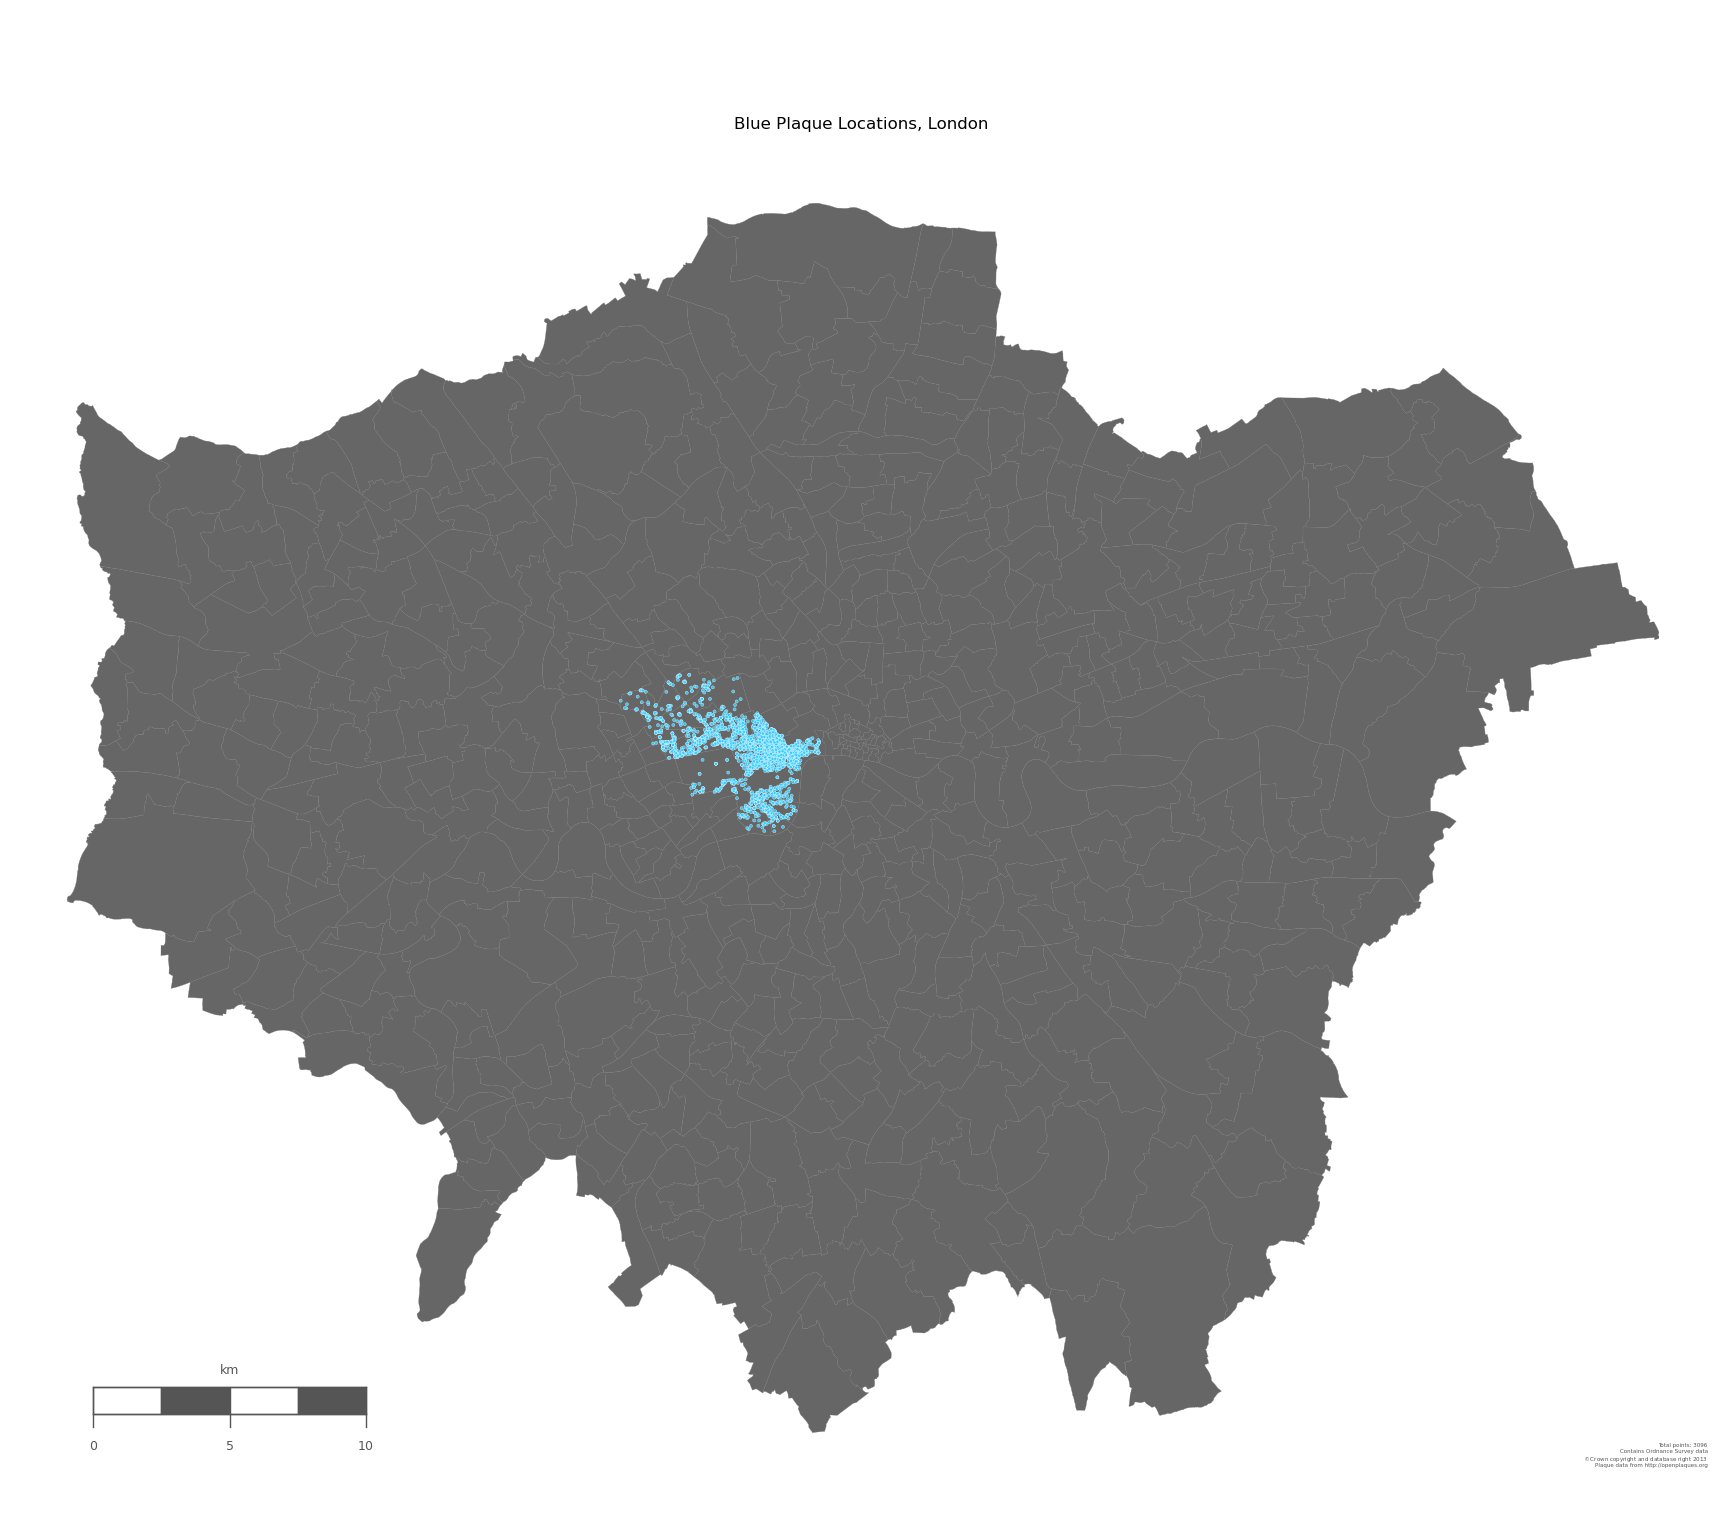 Blue Plaque Locations, London
km
0 5 10
Total points: 3096
Contains Ordnance Survey data
©Crown copyright and database right 2013
Plaque data from http://openplaques.org